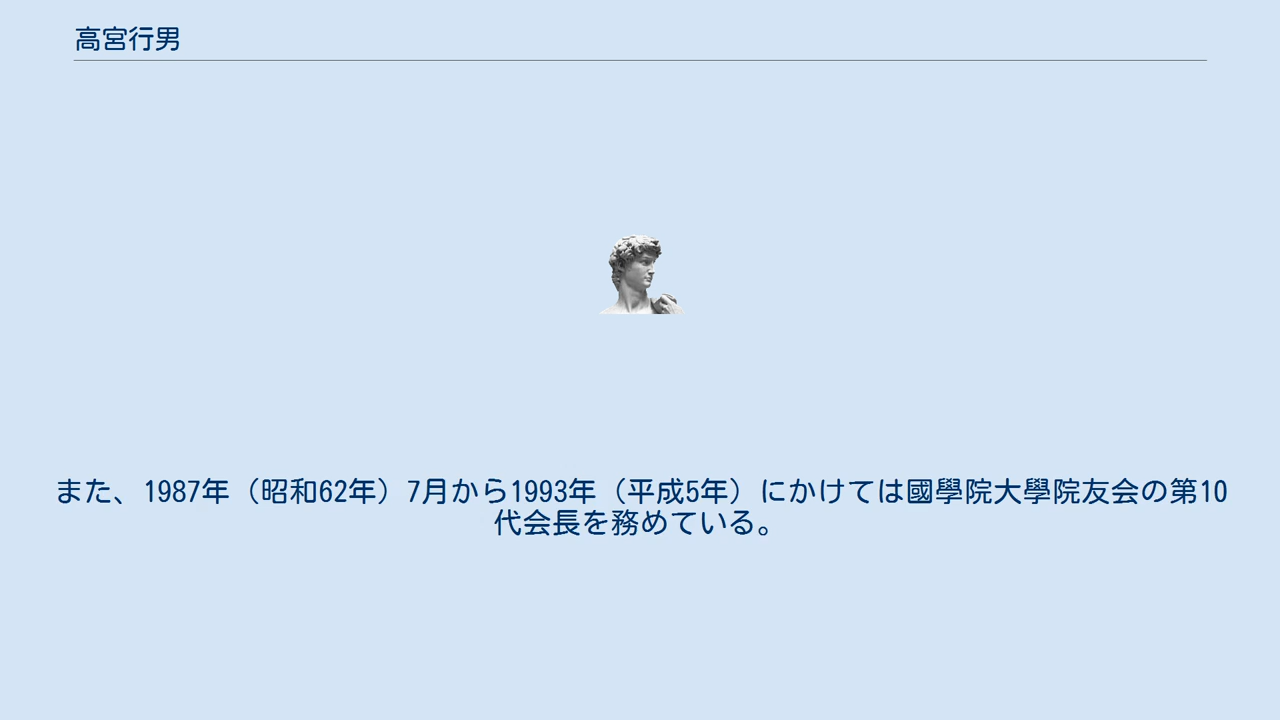 高宮行男
また、1987年（昭和62年）7月から1993年（平成5年）にかけては國學院大學院友会の第10
代会長を務めている。